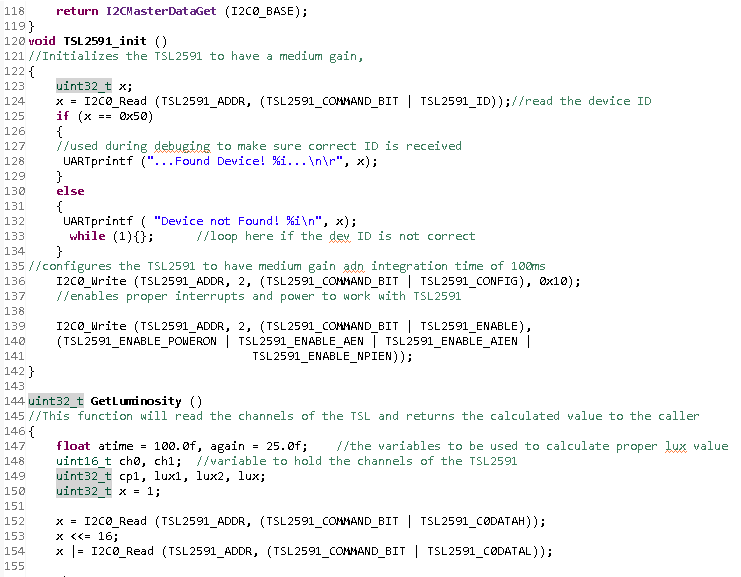 118 return I2CMasterDataGet (I2C0_BASE);
119 }
120 void TSL2591_init ()
121 //Initializes the TSL2591 to have a medium gain,
122 {
123 uint32_t x;
124 x = I2C0_Read (TSL2591_ADDR, (TSL2591_COMMAND_BIT | TSL2591_ID));//read the device ID
125 if (x == 0x50)
126 {
127 //used during debuging to make sure correct ID is received
128 UARTprintf ("...Found Device! %i...\n\r", x);
129 }
130 else
131 {
132 UARTprintf ( "Device not Found! %i\n", x);
133 while (1){}; //loop here if the dev ID is not correct
134 }
135 //configures the TSL2591 to have medium gain adn integration time of 100ms
136 I2C0_Write (TSL2591_ADDR, 2, (TSL2591_COMMAND_BIT | TSL2591_CONFIG), 0x10);
137 //enables proper interrupts and power to work with TSL2591
138
139 I2C0_Write (TSL2591_ADDR, 2, (TSL2591_COMMAND_BIT | TSL2591_ENABLE),
140 (TSL2591_ENABLE_POWERON | TSL2591_ENABLE_AEN | TSL2591_ENABLE_AIEN |
141 TSL2591_ENABLE_NPIEN));
142 }
143
144 uint32_t GetLuminosity ()
145 //This function will read the channels of the TSL and returns the calculated value to the caller
146 {
147 float atime = 100.0f, again = 25.0f; //the variables to be used to calculate proper lux value
148 uint16_t ch0, ch1; //variable to hold the channels of the TSL2591
149 uint32_t cp1, lux1, lux2, lux;
150 uint32_t x = 1;
151
152 x = I2C0_Read (TSL2591_ADDR, (TSL2591_COMMAND_BIT | TSL2591_C0DATAH));
153 x <<= 16;
154 x |= I2C0_Read (TSL2591_ADDR, (TSL2591_COMMAND_BIT | TSL2591_C0DATAL));
155